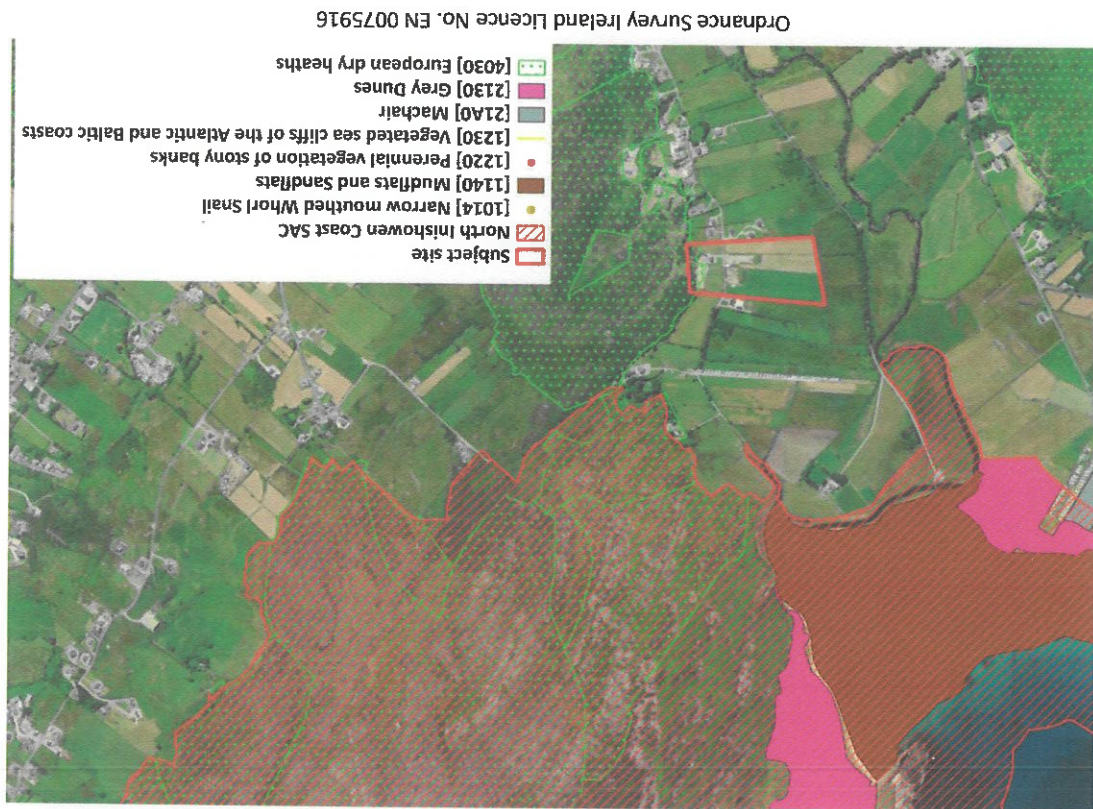 Subject site
North Inishowen Coast SAC
[1014] Narrow mouthed Whorl Snail
[1140] Mudflats and Sandflats
[1220] Perennial vegetation of stony banks
[1230] Vegetated sea cliffs of the Atlantic and Baltic coasts
[21A0] Machair
[2130] Grey Dunes
[4030] European dry heaths
Ordnance Survey Ireland Licence No. EN 0075916